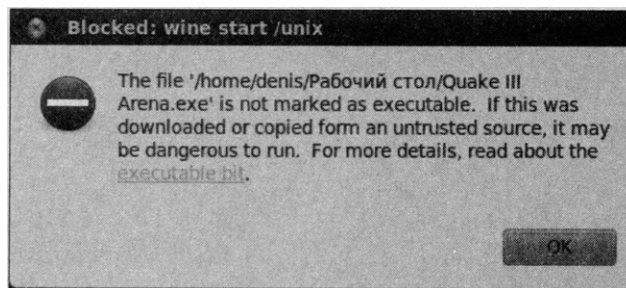 Blocked: wine start /unix
The file '/home/denis/Рабочий стол/Quake III
Arena.exe' is not marked as executable. If this was
downloaded or copied form an untrusted source, it may
be dangerous to run. For more details, read about the
executable bit.
OK